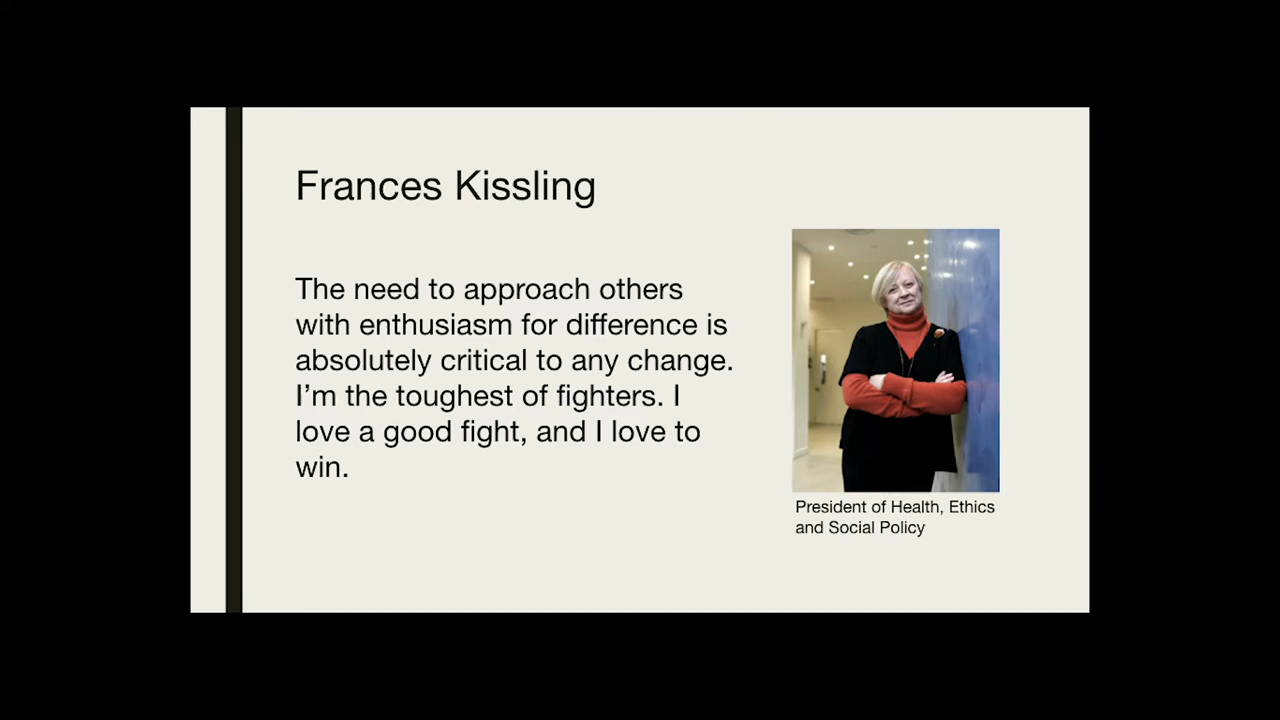 Frances Kissling
The need to approach others
with enthusiasm for difference is
absolutely critical to any change.
I’m the toughest of fighters. I
love a good fight, and I love to
win.
President of Health, Ethics
and Social Policy